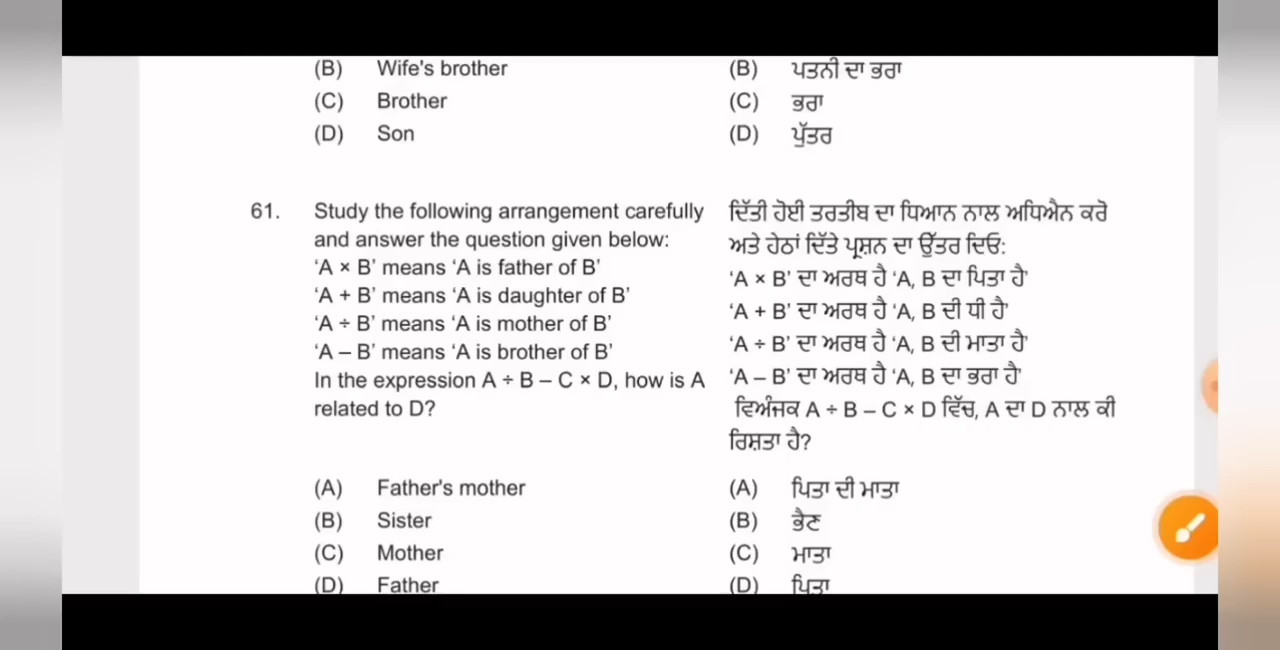 (B) Wife's brother
(C) Brother
(D) Son
(B) ਪਤਨੀ ਦਾ ਭਰਾ
(C) ਭਰਾ
(D) ਪੁੱਤਰ
61. Study the following arrangement carefully
and answer the question given below:
‘A × B’ means ‘A is father of B’
‘A + B’ means ‘A is daughter of B’
‘A ÷ B’ means ‘A is mother of B’
‘A – B’ means ‘A is brother of B’
In the expression A ÷ B – C × D, how is A
related to D?
(A) Father's mother
(B) Sister
(C) Mother
(D) Father
ਦਿੱਤੀ ਹੋਈ ਤਰਤੀਬ ਦਾ ਧਿਆਨ ਨਾਲ ਅਧਿਐਨ ਕਰੋ
ਅਤੇ ਹੇਠਾਂ ਦਿੱਤੇ ਪ੍ਰਸ਼ਨ ਦਾ ਉੱਤਰ ਦਿਓ:
‘A × B’ ਦਾ ਅਰਥ ਹੈ ‘A, B ਦਾ ਪਿਤਾ ਹੈ’
‘A + B’ ਦਾ ਅਰਥ ਹੈ ‘A, B ਦੀ ਧੀ ਹੈ’
‘A ÷ B’ ਦਾ ਅਰਥ ਹੈ ‘A, B ਦੀ ਮਾਤਾ ਹੈ’
‘A – B’ ਦਾ ਅਰਥ ਹੈ ‘A, B ਦਾ ਭਰਾ ਹੈ’
ਵਿਅੰਜਕ A ÷ B – C × D ਵਿੱਚ, A ਦਾ D ਨਾਲ ਕੀ
ਰਿਸ਼ਤਾ ਹੈ?
(A) ਪਿਤਾ ਦੀ ਮਾਤਾ
(B) ਭੈਣ
(C) ਮਾਤਾ
(D) ਪਿਤਾ